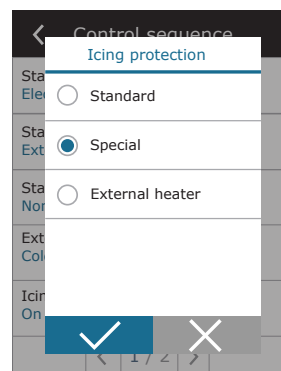 Control sequence
Icing protection
Sta
Ele
Standard
Sta
Ext
Special
Sta
Nor
External heater
Ext
Col
Icin
On
1 / 2